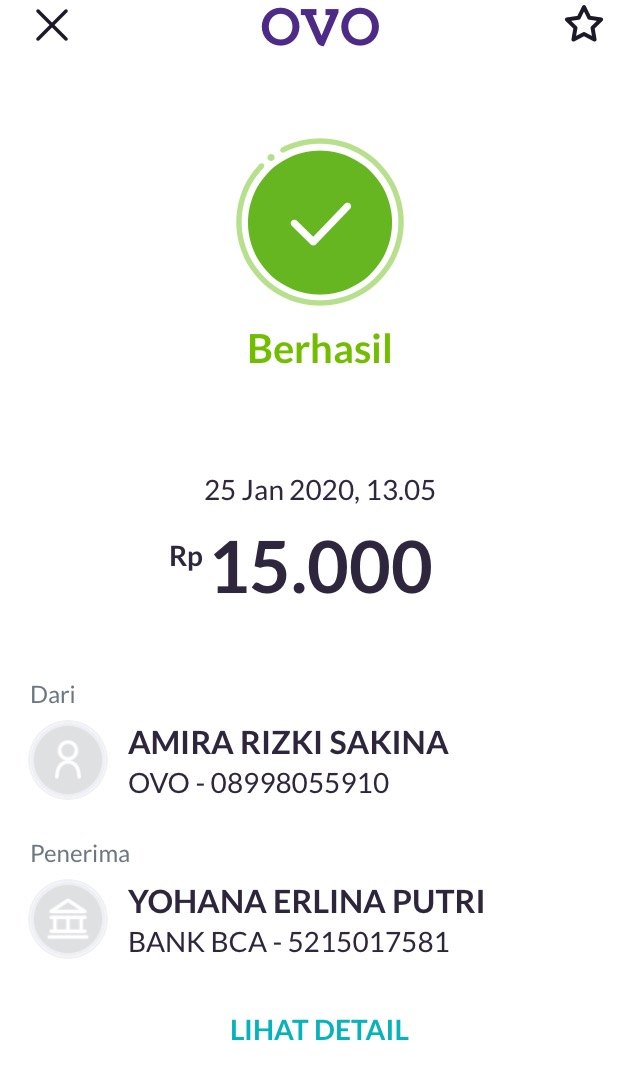 OVO
Berhasil
25 Jan 2020, 13.05
Rp 15.000
Dari
AMIRA RIZKI SAKINA
OVO - 08998055910
Penerima
YOHANA ERLINA PUTRI
BANK BCA - 5215017581
LIHAT DETAIL